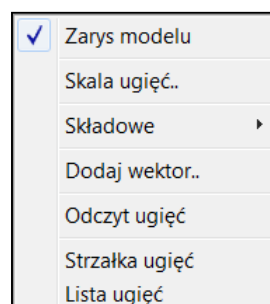 Zarys modelu
Skala ugięć..
Składowe
Dodaj wektor..
Odczyt ugięć
Strzałka ugięć
Lista ugięć